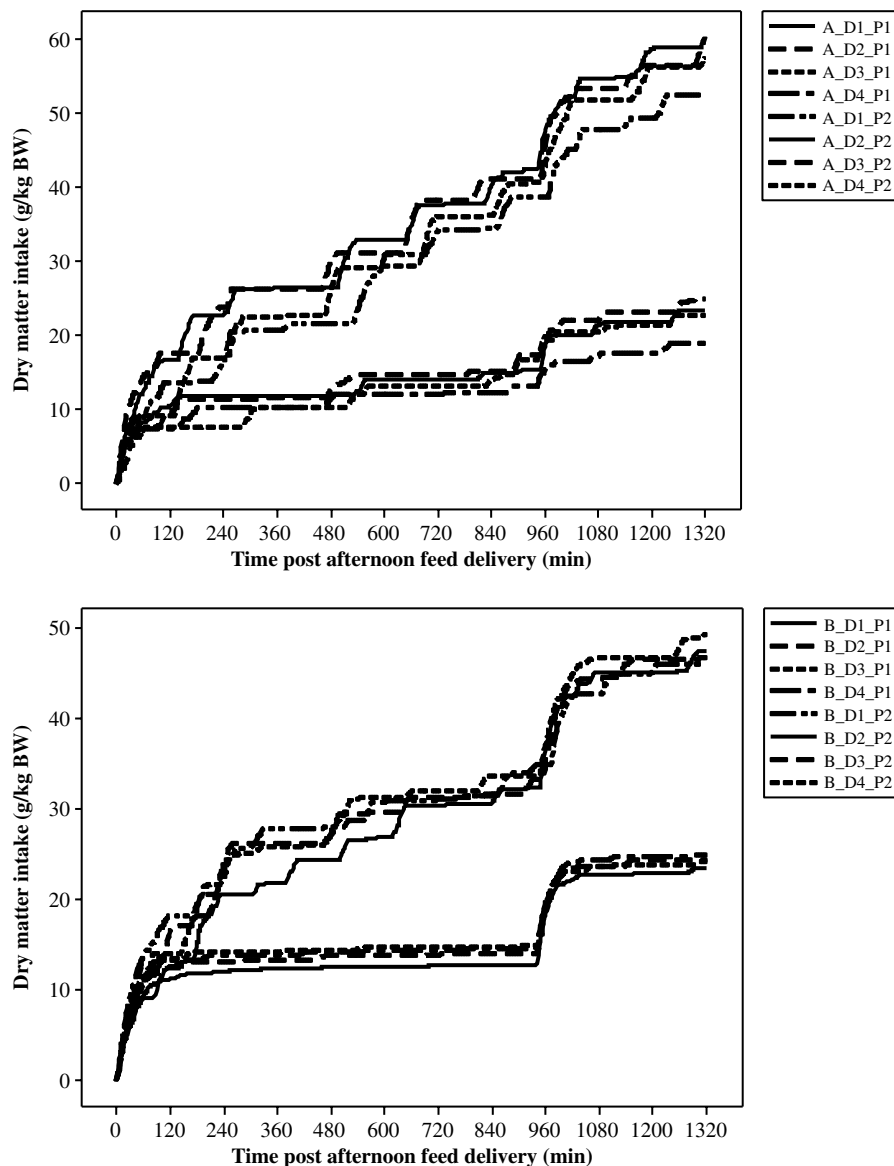 60
50
40
30
20
10
0
Dry matter intake (g/kg BW)
0 120 240 360 480 600 720 840 960 1080 1200 1320
Time post afternoon feed delivery (min)
A_D1_P1
A_D2_P1
A_D3_P1
A_D4_P1
A_D1_P2
A_D2_P2
A_D3_P2
A_D4_P2
50
40
30
20
10
0
Dry matter intake (g/kg BW)
0 120 240 360 480 600 720 840 960 1080 1200 1320
Time post afternoon feed delivery (min)
B_D1_P1
B_D2_P1
B_D3_P1
B_D4_P1
B_D1_P2
B_D2_P2
B_D3_P2
B_D4_P2